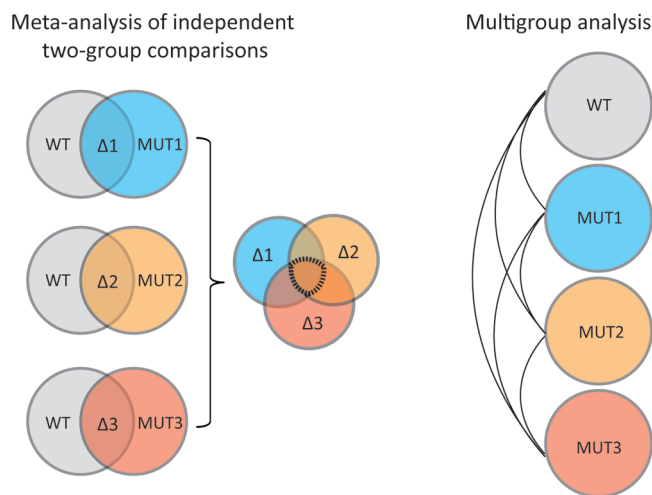 Meta-analysis of independent
two-group comparisons
WT Δ1 MUT1
WT Δ2 MUT2
WT Δ3 MUT3
Δ1 Δ2
Δ3
Multigroup analysis
WT
MUT1
MUT2
MUT3